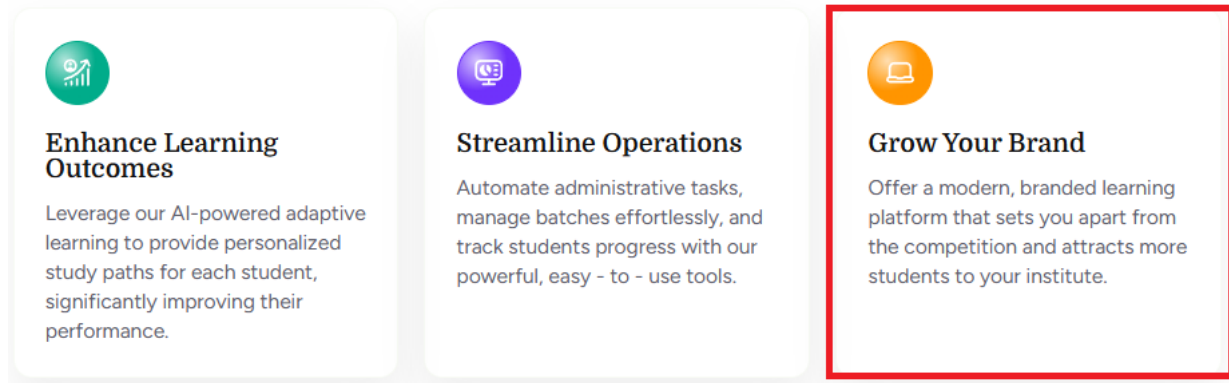 Enhance Learning
Outcomes
Leverage our AI-powered adaptive
learning to provide personalized
study paths for each student,
significantly improving their
performance.
Streamline Operations
Automate administrative tasks,
manage batches effortlessly, and
track students progress with our
powerful, easy - to - use tools.
Grow Your Brand
Offer a modern, branded learning
platform that sets you apart from
the competition and attracts more
students to your institute.